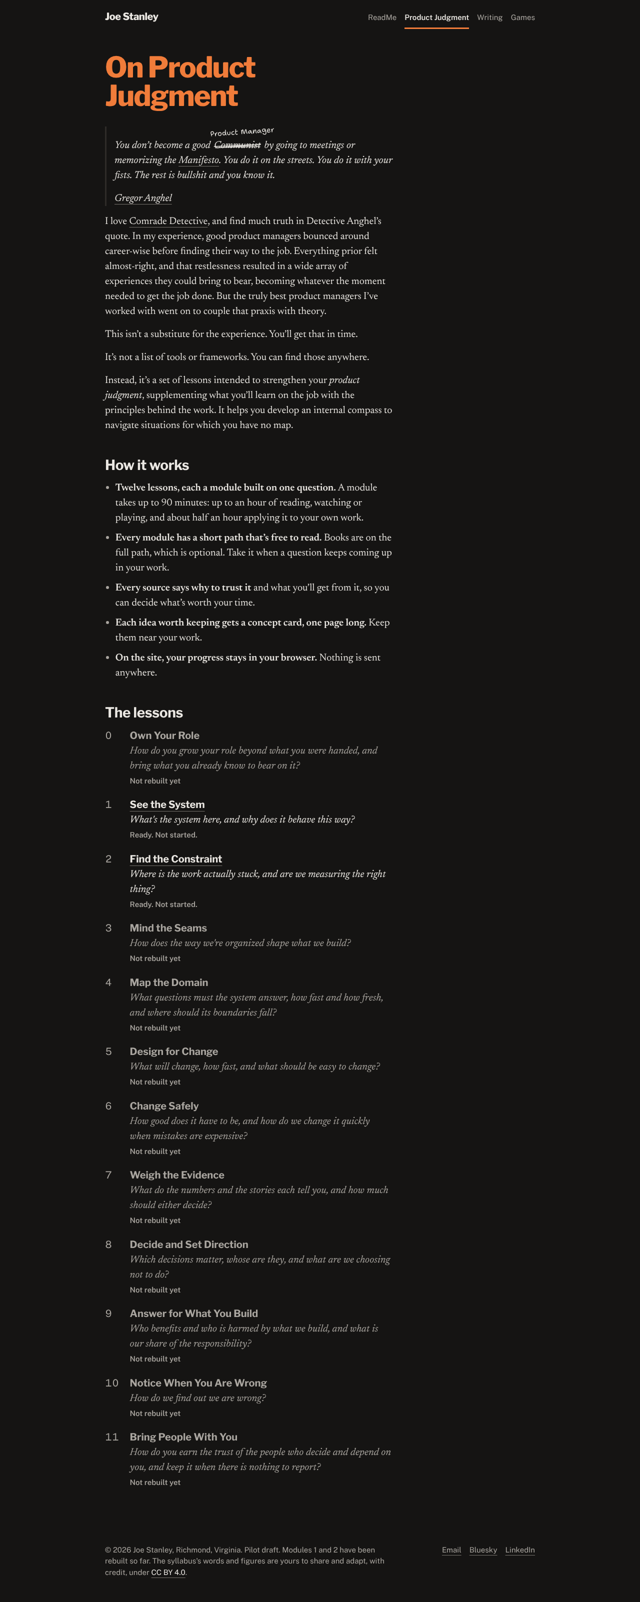 Joe Stanley
ReadMe Product Judgment Writing Games
On Product
Judgment
Product Manager
You don't become a good Communist by going to meetings or
memorizing the Manifesto. You do it on the streets. You do it with your
fists. The rest is bullshit and you know it.
Gregor Anghel
I love Comrade Detective, and find much truth in Detective Anghel's
quote. In my experience, good product managers bounced around
career-wise before finding their way to the job. Everything prior felt
almost-right, and that restlessness resulted in a wide array of
experiences they could bring to bear, becoming whatever the moment
needed to get the job done. But the truly best product managers I've
worked with went on to couple that praxis with theory.
This isn't a substitute for the experience. You'll get that in time.
It's not a list of tools or frameworks. You can find those anywhere.
Instead, it's a set of lessons intended to strengthen your product
judgment, supplementing what you'll learn on the job with the
principles behind the work. It helps you develop an internal compass to
navigate situations for which you have no map.
How it works
• Twelve lessons, each a module built on one question. A module
takes up to 90 minutes: up to an hour of reading, watching or
playing, and about half an hour applying it to your own work.
• Every module has a short path that's free to read. Books are on the
full path, which is optional. Take it when a question keeps coming up
in your work.
• Every source says why to trust it and what you'll get from it, so you
can decide what's worth your time.
• Each idea worth keeping gets a concept card, one page long. Keep
them near your work.
• On the site, your progress stays in your browser. Nothing is sent
anywhere.
The lessons
0 Own Your Role
How do you grow your role beyond what you were handed, and
bring what you already know to bear on it?
Not rebuilt yet
1 See the System
What's the system here, and why does it behave this way?
Ready. Not started.
2 Find the Constraint
Where is the work actually stuck, and are we measuring the right
thing?
Ready. Not started.
3 Mind the Seams
How does the way we're organized shape what we build?
Not rebuilt yet
4 Map the Domain
What questions must the system answer, how fast and how fresh,
and where should its boundaries fall?
Not rebuilt yet
5 Design for Change
What will change, how fast, and what should be easy to change?
Not rebuilt yet
6 Change Safely
How good does it have to be, and how do we change it quickly
when mistakes are expensive?
Not rebuilt yet
7 Weigh the Evidence
What do the numbers and the stories each tell you, and how much
should either decide?
Not rebuilt yet
8 Decide and Set Direction
Which decisions matter, whose are they, and what are we choosing
not to do?
Not rebuilt yet
9 Answer for What You Build
Who benefits and who is harmed by what we build, and what is
our share of the responsibility?
Not rebuilt yet
10 Notice When You Are Wrong
How do we find out we are wrong?
Not rebuilt yet
11 Bring People With You
How do you earn the trust of the people who decide and depend on
you, and keep it when there is nothing to report?
Not rebuilt yet
© 2026 Joe Stanley, Richmond, Virginia. Pilot draft. Modules 1 and 2 have been
rebuilt so far. The syllabus's words and figures are yours to share and adapt, with
credit, under CC BY 4.0.
Email Bluesky LinkedIn